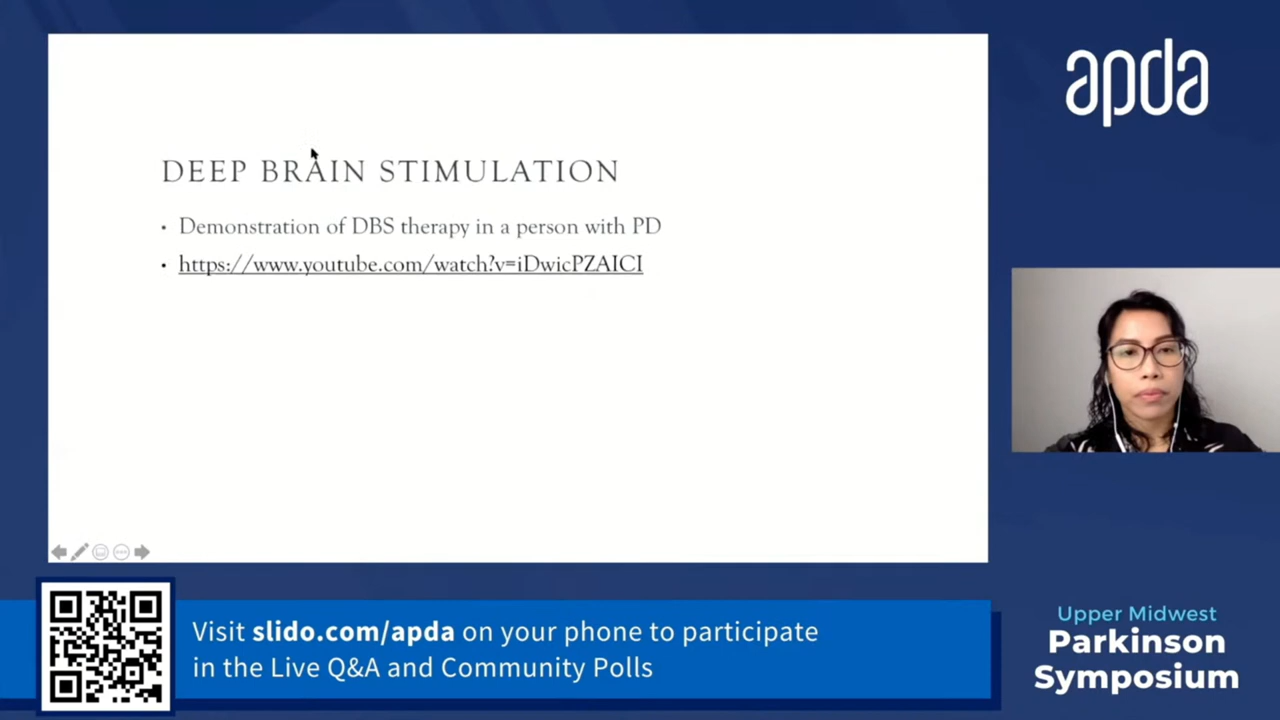 apda
DEEP BRAIN STIMULATION
• Demonstration of DBS therapy in a person with PD
• https://www.youtube.com/watch?v=iDwicPZAICI
Visit slido.com/apda on your phone to participate
in the Live Q&A and Community Polls
Upper Midwest
Parkinson
Symposium